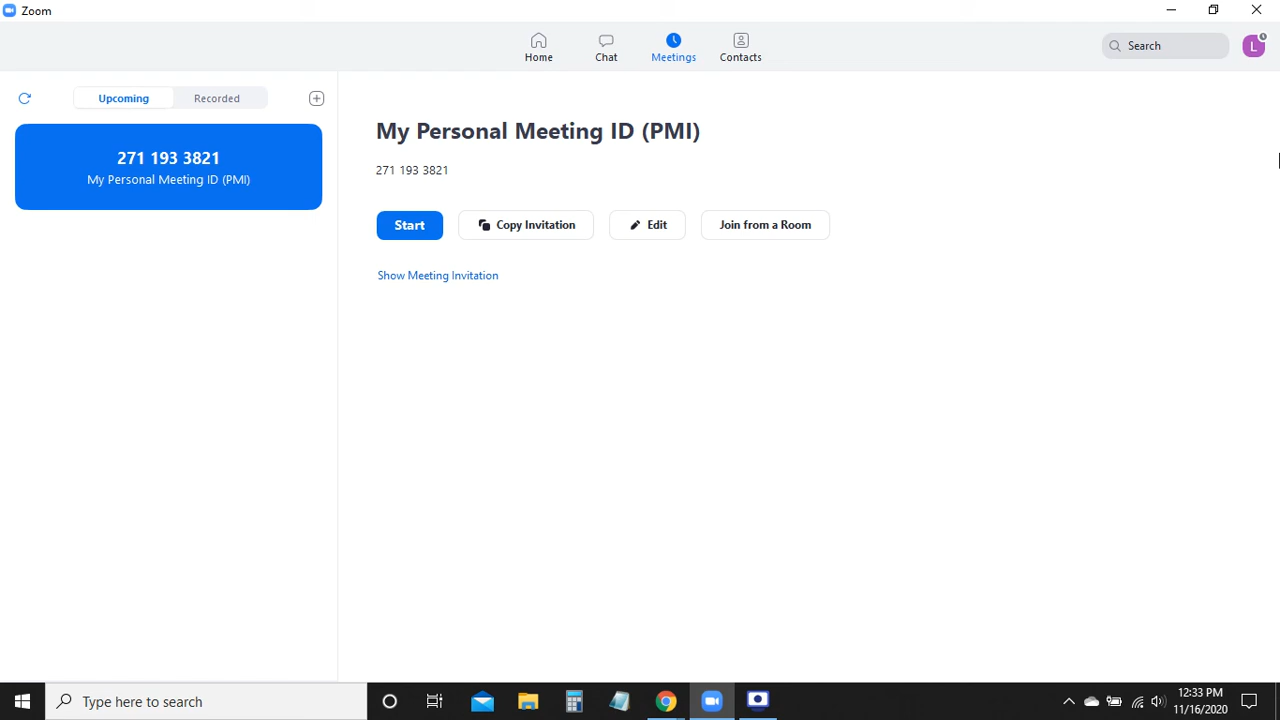 Zoom
Home
Chat
Meetings
Contacts
Search
L
Upcoming
Recorded
271 193 3821
My Personal Meeting ID (PMI)
My Personal Meeting ID (PMI)
271 193 3821
Start
Copy Invitation
Edit
Join from a Room
Show Meeting Invitation
Type here to search
12:33 PM
11/16/2020